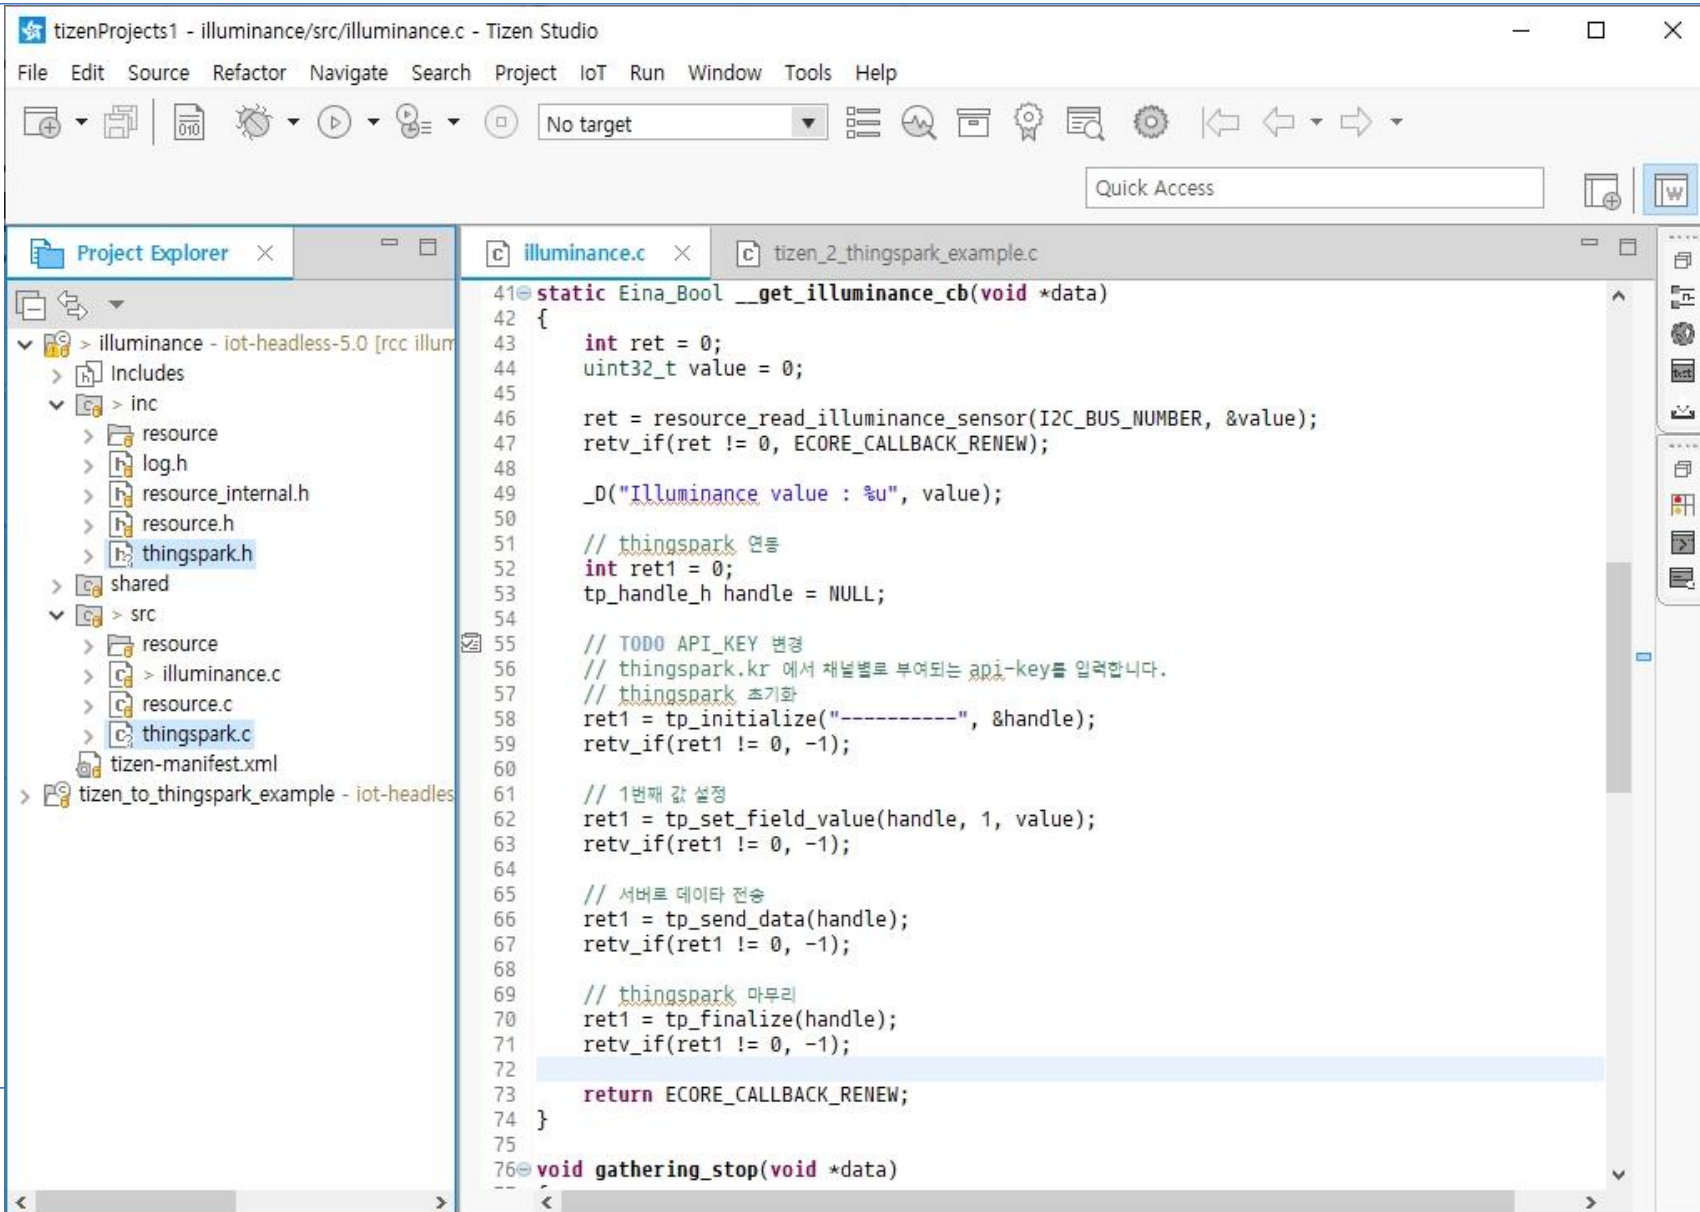 tizenProjects1 - illuminance/src/illuminance.c - Tizen Studio
File Edit Source Refactor Navigate Search Project IoT Run Window Tools Help
No target
Quick Access
Project Explorer
illuminance.c
tizen_2_thingspark_example.c
> illuminance - iot-headless-5.0 [rcc illum
Includes
> inc
resource
log.h
resource_internal.h
resource.h
thingspark.h
shared
> src
resource
> illuminance.c
resource.c
thingspark.c
tizen-manifest.xml
tizen_to_thingspark_example - iot-headles
41 static Eina_Bool __get_illuminance_cb(void *data)
42 {
43 int ret = 0;
44 uint32_t value = 0;
45
46 ret = resource_read_illuminance_sensor(I2C_BUS_NUMBER, &value);
47 retv_if(ret != 0, ECORE_CALLBACK_RENEW);
48
49 _D("Illuminance value : %u", value);
50
51 // thingspark 연동
52 int ret1 = 0;
53 tp_handle_h handle = NULL;
54
55 // TODO API_KEY 변경
56 // thingspark.kr 에서 채널별로 부여되는 api-key를 입력합니다.
57 // thingspark 초기화
58 ret1 = tp_initialize("----------", &handle);
59 retv_if(ret1 != 0, -1);
60
61 // 1번째 값 설정
62 ret1 = tp_set_field_value(handle, 1, value);
63 retv_if(ret1 != 0, -1);
64
65 // 서버로 데이타 전송
66 ret1 = tp_send_data(handle);
67 retv_if(ret1 != 0, -1);
68
69 // thingspark 마무리
70 ret1 = tp_finalize(handle);
71 retv_if(ret1 != 0, -1);
72
73 return ECORE_CALLBACK_RENEW;
74 }
75
76 void gathering_stop(void *data)